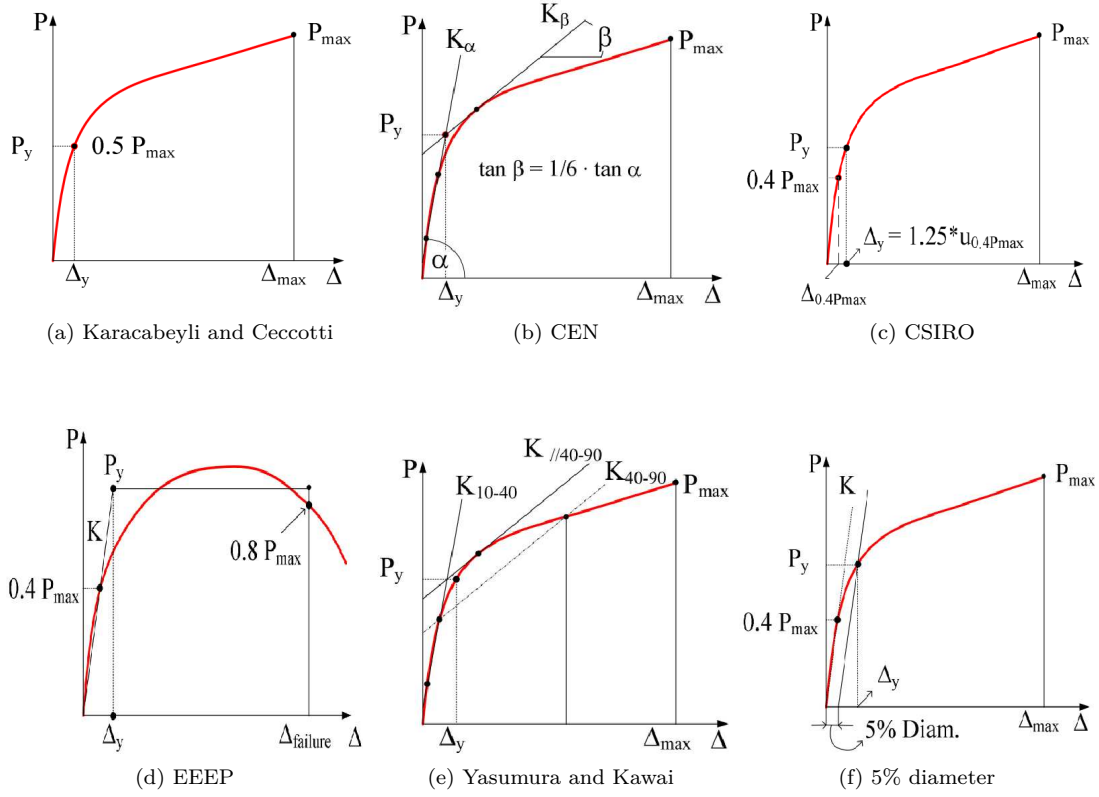 P
P_max
P_y
0.5 P_max
Δ_y
Δ_max
Δ
(a) Karacabeyli and Ceccotti
P
K_β
K_α
β
P_max
P_y
tan β = 1/6 · tan α
α
Δ_y
Δ_max
Δ
(b) CEN
P
P_max
P_y
0.4 P_max
Δ_y = 1.25*u_0.4Pmax
Δ_max
Δ
Δ_0.4Pmax
(c) CSIRO
P
P_y
K
0.8 P_max
0.4 P_max
Δ_y
Δ_failure
Δ
(d) EEEP
P
K_//40-90
K_10-40
K_40-90
P_max
P_y
Δ_y
Δ_max
Δ
(e) Yasumura and Kawai
P
K
P_max
P_y
0.4 P_max
Δ_y
Δ_max
Δ
5% Diam.
(f) 5% diameter